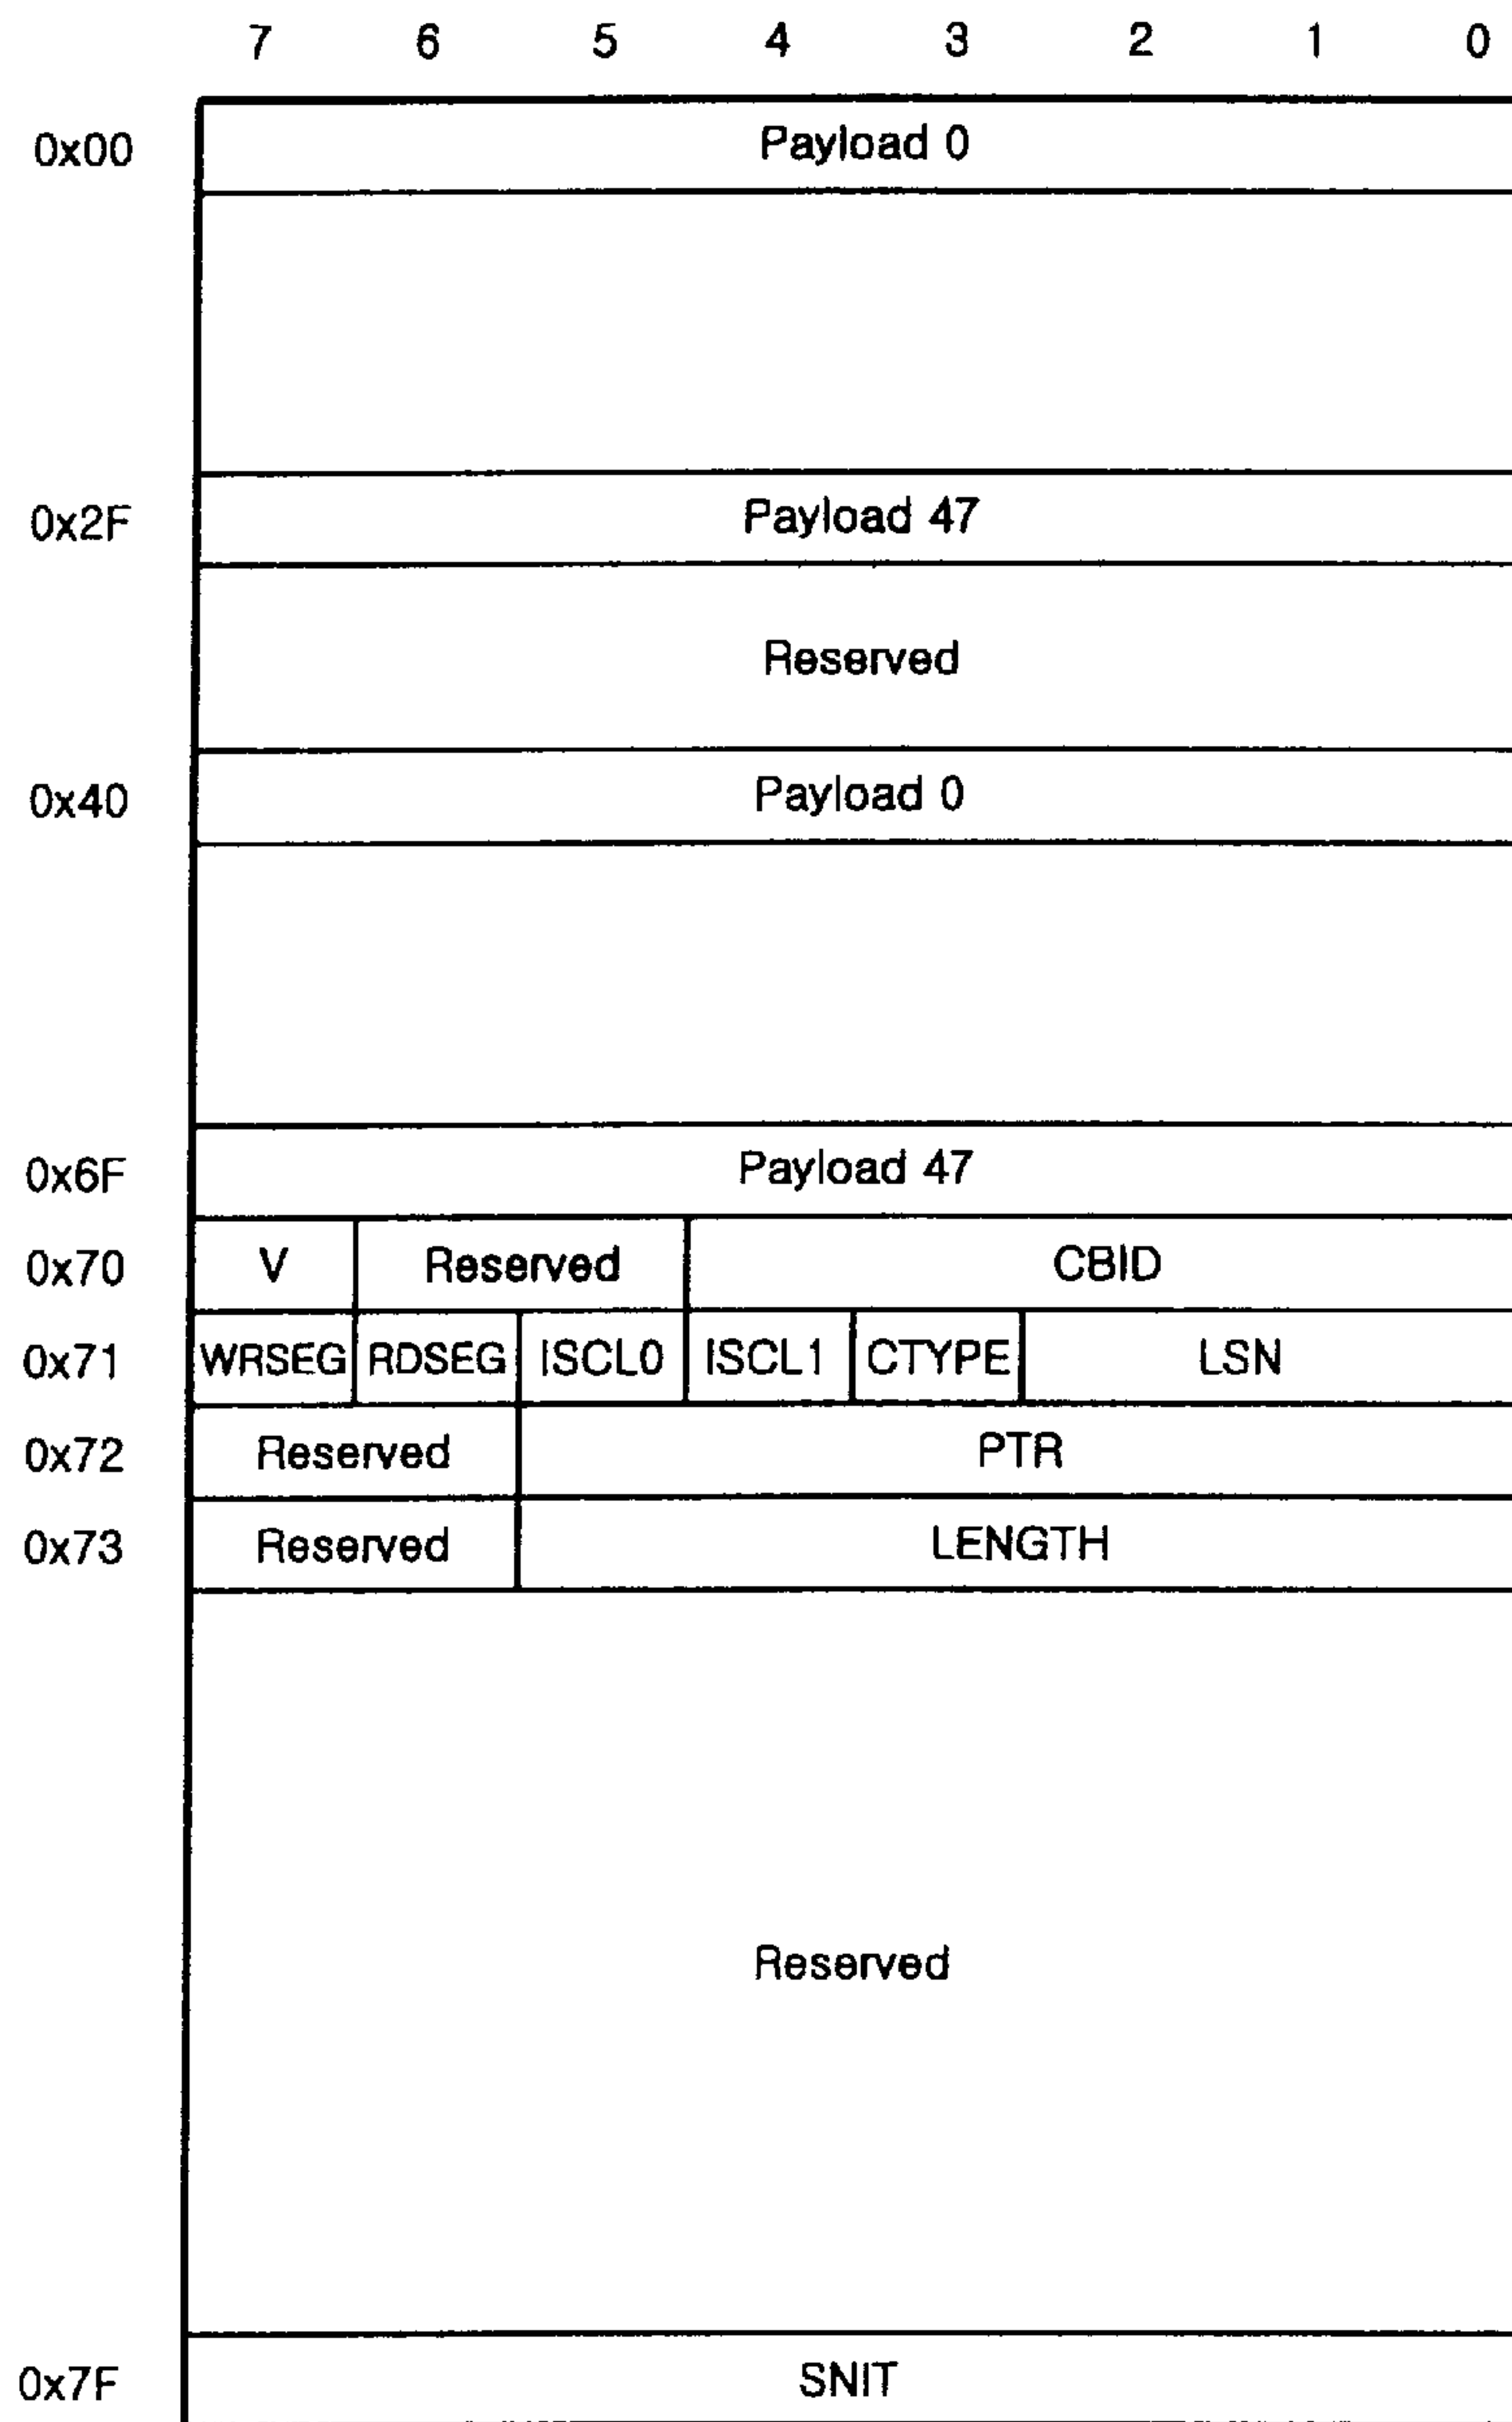 7 6 5 4 3 2 1 0
0x00 Payload 0
0x2F Payload 47
Reserved
0x40 Payload 0
0x6F Payload 47
0x70 V Reserved CBID
0x71 WRSEG RDSEG ISCL0 ISCL1 CTYPE LSN
0x72 Reserved PTR
0x73 Reserved LENGTH
Reserved
0x7F SNIT